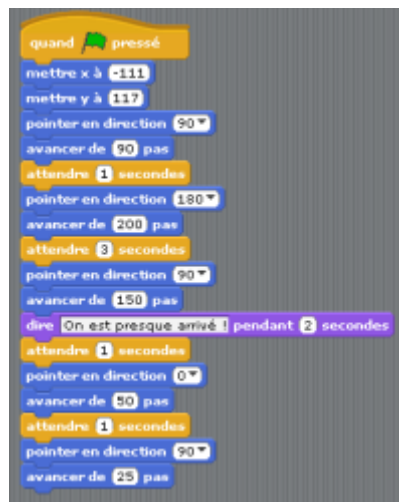 quand pressé
mettre x à -111
mettre y à 117
pointer en direction 90
avancer de 90 pas
attendre 1 secondes
pointer en direction 180
avancer de 200 pas
attendre 3 secondes
pointer en direction 90
avancer de 150 pas
dire On est presque arrivé ! pendant 2 secondes
attendre 1 secondes
pointer en direction 0
avancer de 50 pas
attendre 1 secondes
pointer en direction 90
avancer de 25 pas